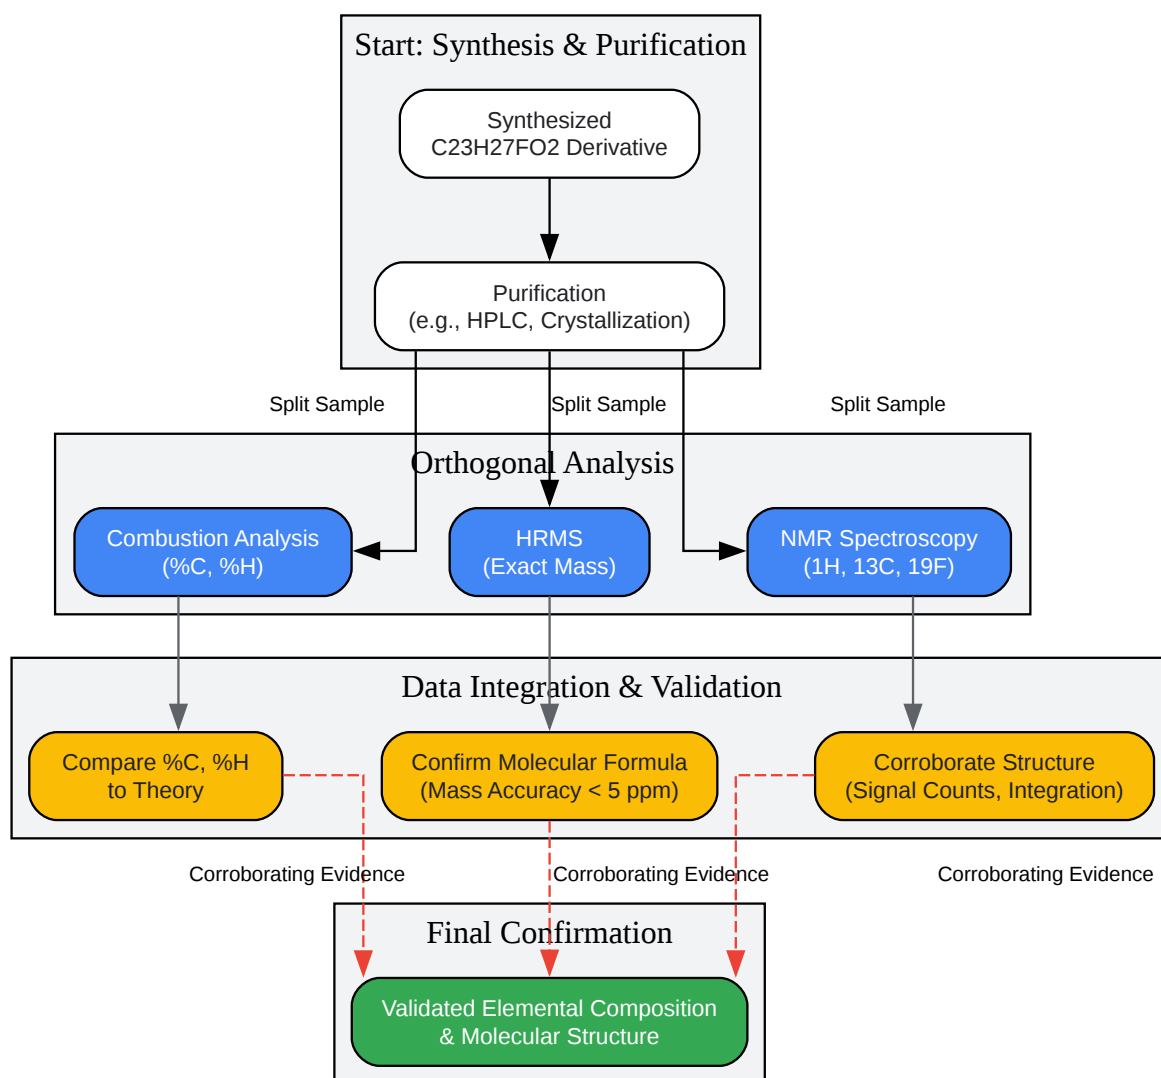 Start: Synthesis & Purification
Synthesized
C23H27FO2 Derivative
Purification
(e.g., HPLC, Crystallization)
Split Sample
Split Sample
Split Sample
Orthogonal Analysis
Combustion Analysis
(%C, %H)
HRMS
(Exact Mass)
NMR Spectroscopy
(1H, 13C, 19F)
Data Integration & Validation
Compare %C, %H
to Theory
Confirm Molecular Formula
(Mass Accuracy < 5 ppm)
Corroborate Structure
(Signal Counts, Integration)
Corroborating Evidence
Corroborating Evidence
Corroborating Evidence
Final Confirmation
Validated Elemental Composition
& Molecular Structure